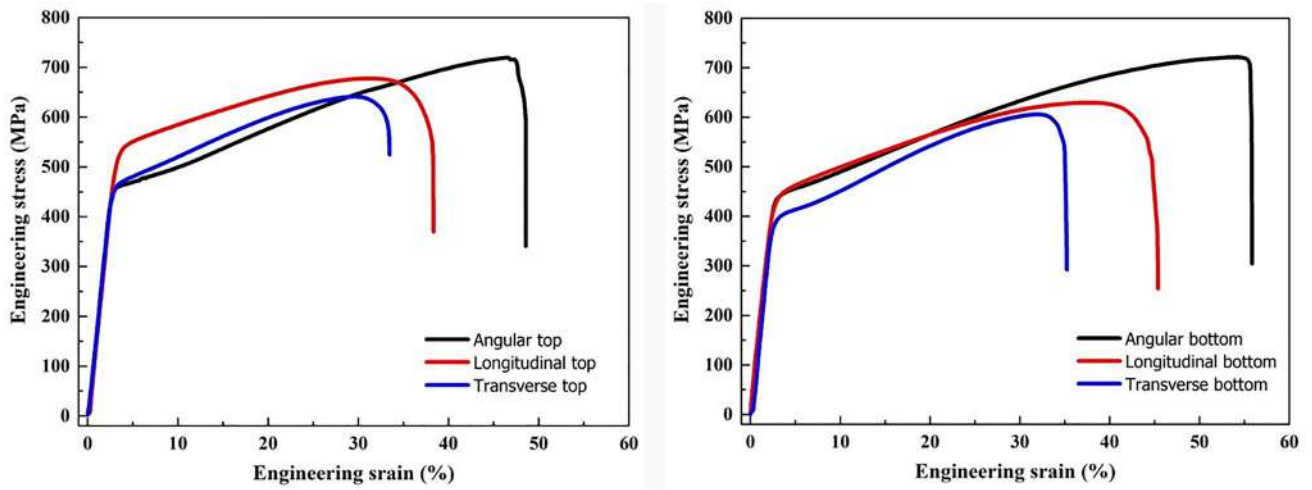 800
700
600
500
400
300
200
100
0
Engineering stress (MPa)
Angular top
Longitudinal top
Transverse top
0 10 20 30 40 50 60
Engineering srain (%)
800
700
600
500
400
300
200
100
0
Engineering stress (MPa)
Angular bottom
Longitudinal bottom
Transverse bottom
0 10 20 30 40 50 60
Engineering srain (%)